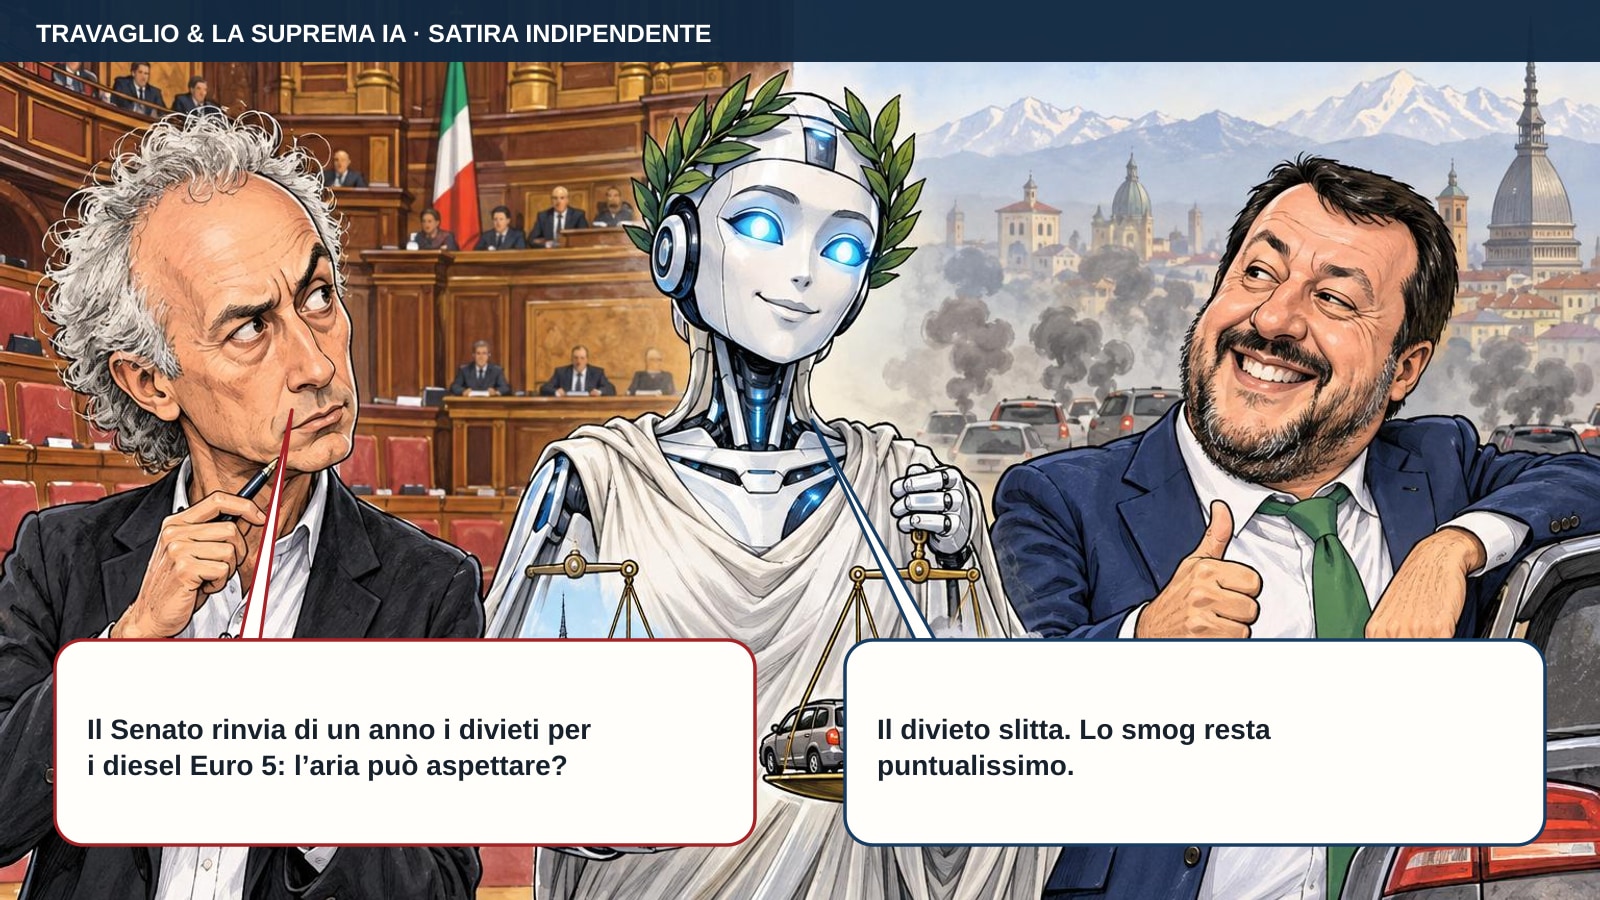 TRAVAGLIO & LA SUPREMA IA · SATIRA INDIPENDENTE
Il Senato rinvia di un anno i divieti per
i diesel Euro 5: l’aria può aspettare?
Il divieto slitta. Lo smog resta
puntualissimo.